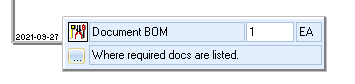 Document BOM 1 EA
2021-09-27
Where required docs are listed.